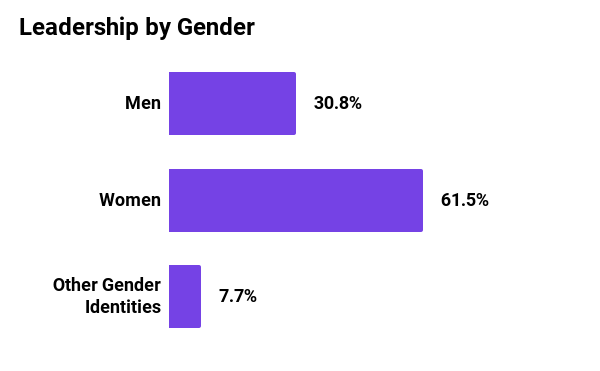 Leadership by Gender
Men
30.8%
Women
61.5%
Other Gender
Identities
7.7%